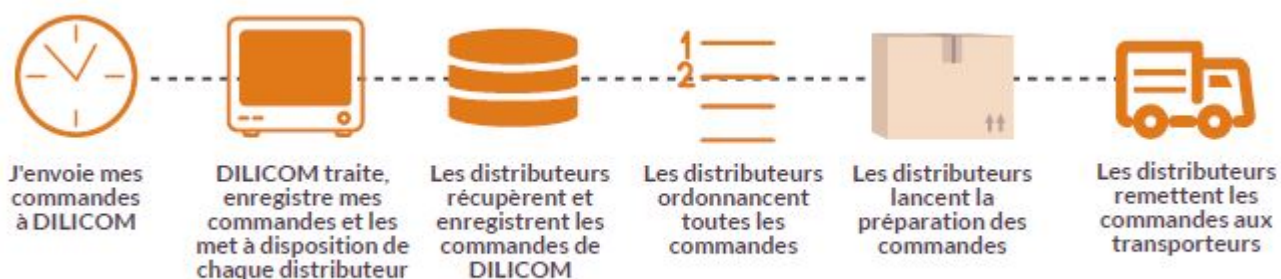 J'envoie mes
commandes
à DILICOM
DILICOM traite,
enregistre mes
commandes et les
met à disposition de
chaque distributeur
Les distributeurs
récupèrent et
enregistrent les
commandes de
DILICOM
1
2
Les distributeurs
ordonnancent
toutes les
commandes
Les distributeurs
lancent la
préparation des
commandes
Les distributeurs
remettent les
commandes aux
transporteurs